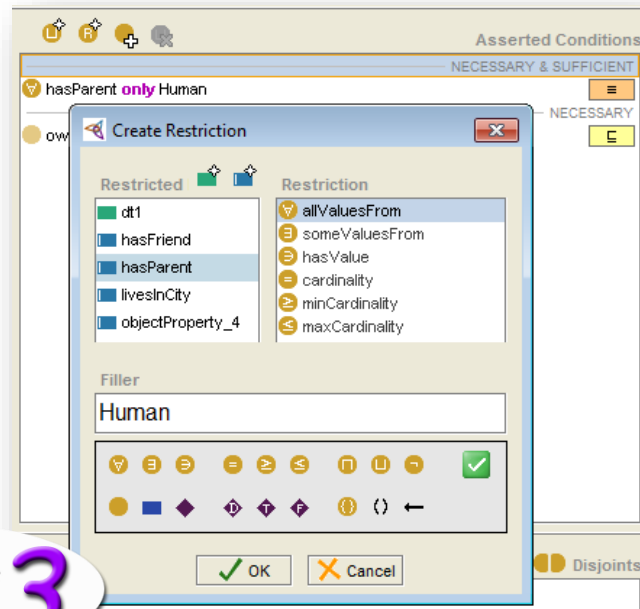 Asserted Conditions
NECESSARY & SUFFICIENT
hasParent only Human
≡
NECESSARY
⊑
Create Restriction
Restricted
Restriction
dt1
hasFriend
hasParent
livesInCity
objectProperty_4
allValuesFrom
someValuesFrom
hasValue
cardinality
minCardinality
maxCardinality
Filler
Human
OK
Cancel
Disjoints
3